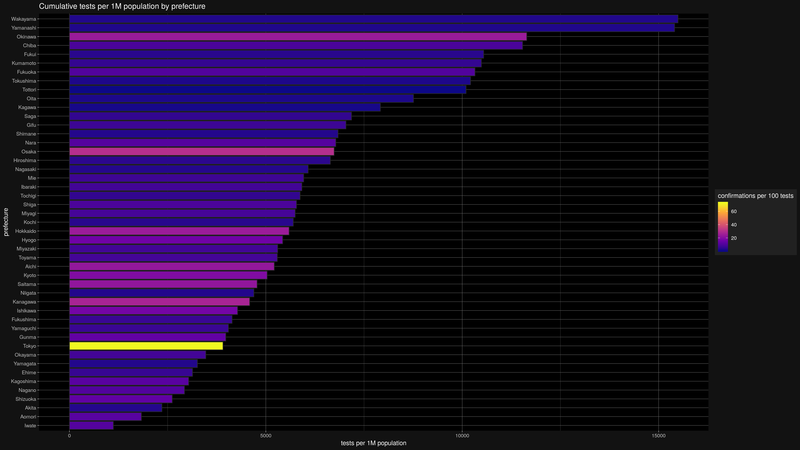 Cumulative tests per 1M population by prefecture
prefecture
Wakayama
Yamanashi
Okinawa
Chiba
Fukui
Kumamoto
Fukuoka
Tokushima
Tottori
Oita
Kagawa
Saga
Gifu
Shimane
Nara
Osaka
Hiroshima
Nagasaki
Mie
Ibaraki
Tochigi
Shiga
Miyagi
Kochi
Hokkaido
Hyogo
Miyazaki
Toyama
Aichi
Kyoto
Saitama
Niigata
Kanagawa
Ishikawa
Fukushima
Yamaguchi
Gunma
Tokyo
Okayama
Yamagata
Ehime
Kagoshima
Nagano
Shizuoka
Akita
Aomori
Iwate
0 5000 10000 15000
tests per 1M population
confirmations per 100 tests
60
40
20